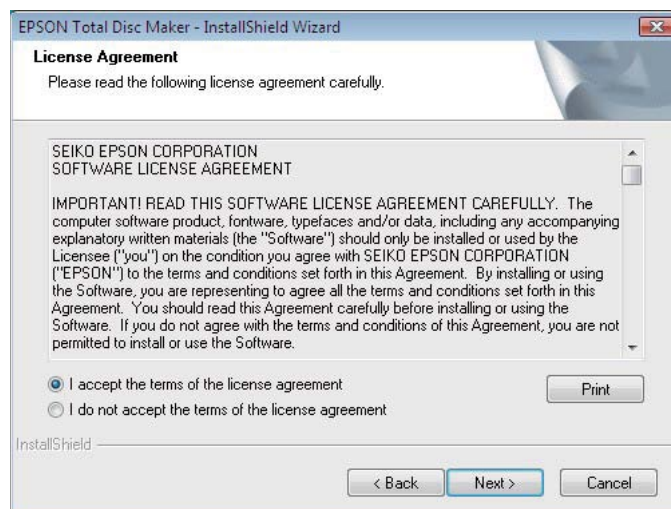 EPSON Total Disc Maker - InstallShield Wizard
License Agreement
Please read the following license agreement carefully.
SEIKO EPSON CORPORATION
SOFTWARE LICENSE AGREEMENT
IMPORTANT! READ THIS SOFTWARE LICENSE AGREEMENT CAREFULLY. The
computer software product, fontware, typefaces and/or data, including any accompanying
explanatory written materials (the "Software") should only be installed or used by the
Licensee ("you") on the condition you agree with SEIKO EPSON CORPORATION
("EPSON") to the terms and conditions set forth in this Agreement. By installing or using
the Software, you are representing to agree all the terms and conditions set forth in this
Agreement. You should read this Agreement carefully before installing or using the
Software. If you do not agree with the terms and conditions of this Agreement, you are not
permitted to install or use the Software.
I accept the terms of the license agreement
Print
I do not accept the terms of the license agreement
InstallShield
< Back
Next >
Cancel